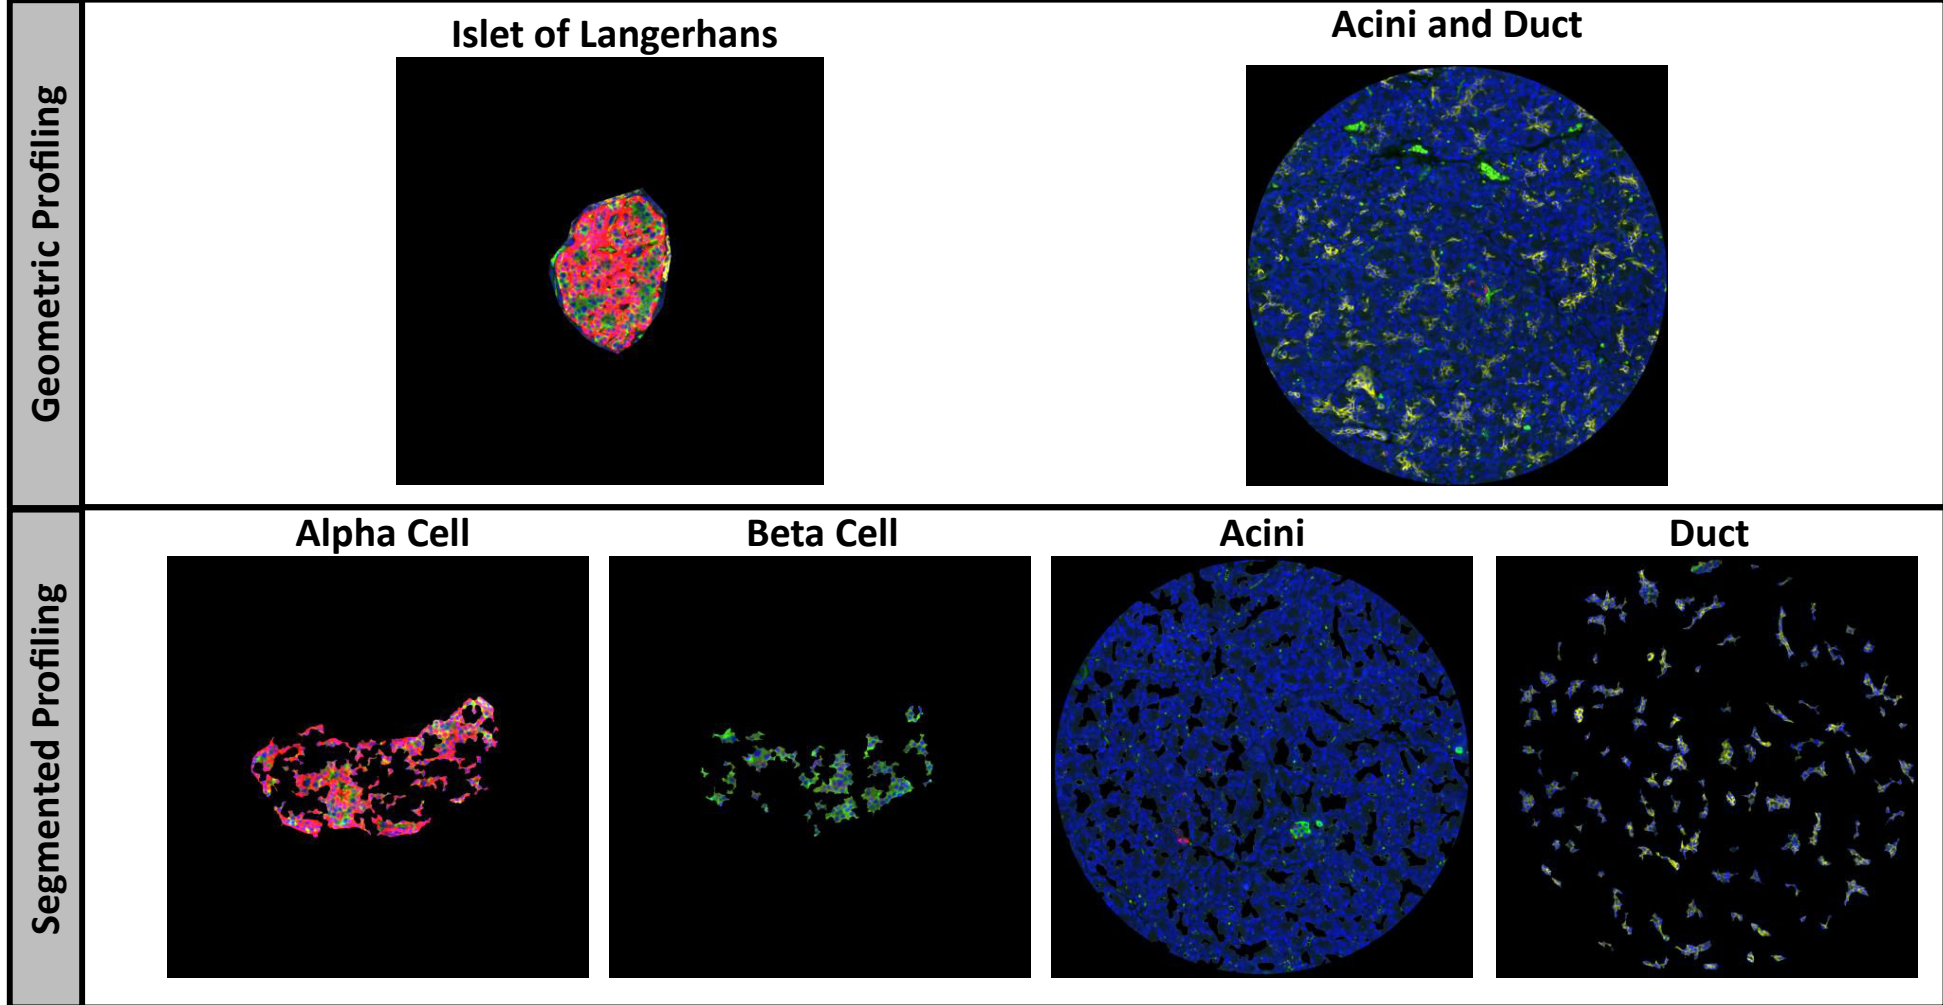 Geometric Profiling
Islet of Langerhans
Acini and Duct
Segmented Profiling
Alpha Cell
Beta Cell
Acini
Duct